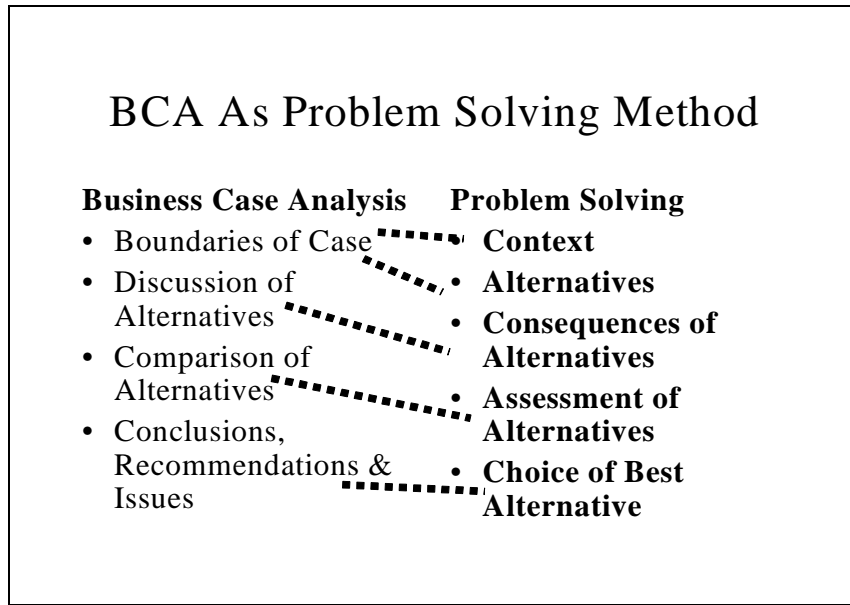 BCA As Problem Solving Method
Business Case Analysis
• Boundaries of Case
• Discussion of
Alternatives
• Comparison of
Alternatives
• Conclusions,
Recommendations &
Issues
Problem Solving
• Context
• Alternatives
• Consequences of
Alternatives
• Assessment of
Alternatives
• Choice of Best
Alternative